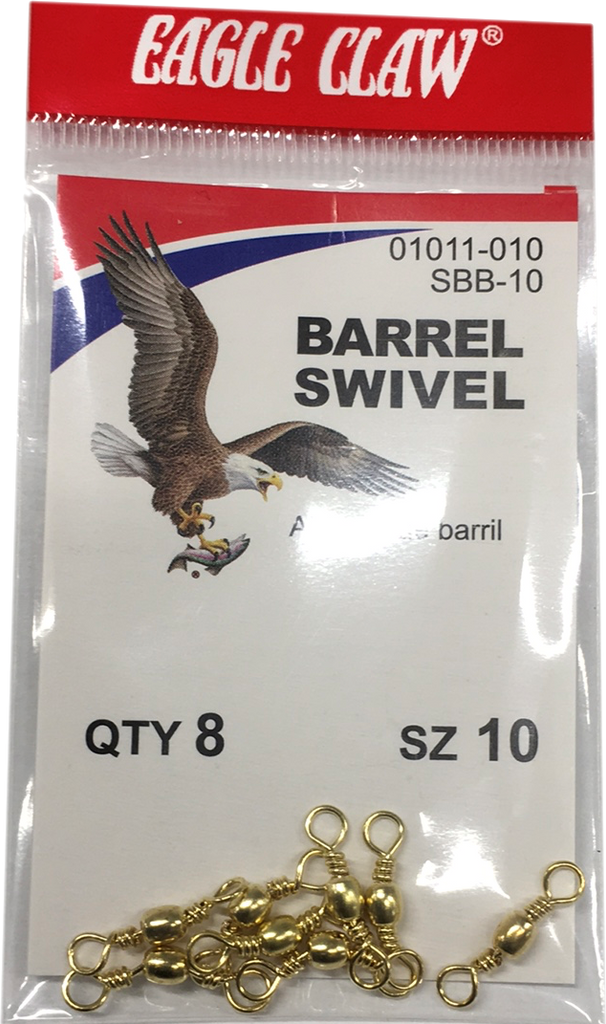 EAGLE CLAW®
01011-010
SBB-10
BARREL
SWIVEL
barril
QTY 8
SZ 10